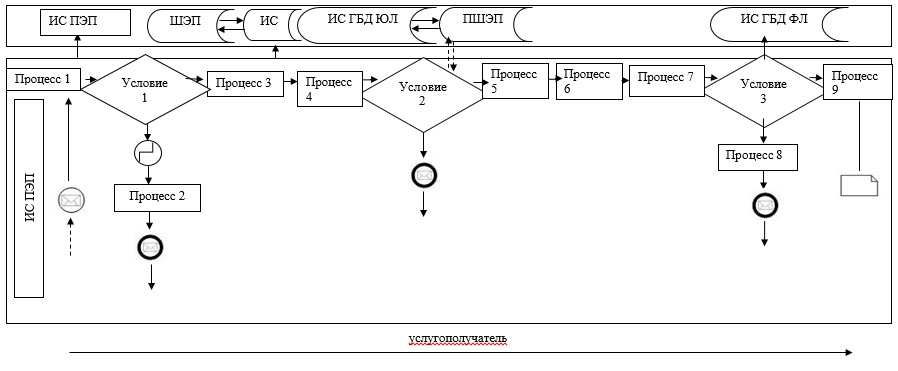 ИС ПЭП
ШЭП
ИС
ИС ГБД ЮЛ
ПШЭП
ИС ГБД ФЛ
Процесс 1
Условие
1
Процесс 3
Процесс
4
Условие
2
Процесс
5
Процесс
6
Процесс 7
Условие
3
Процесс
9
Процесс 8
Процесс 2
ИС ПЭП
услугополучатель